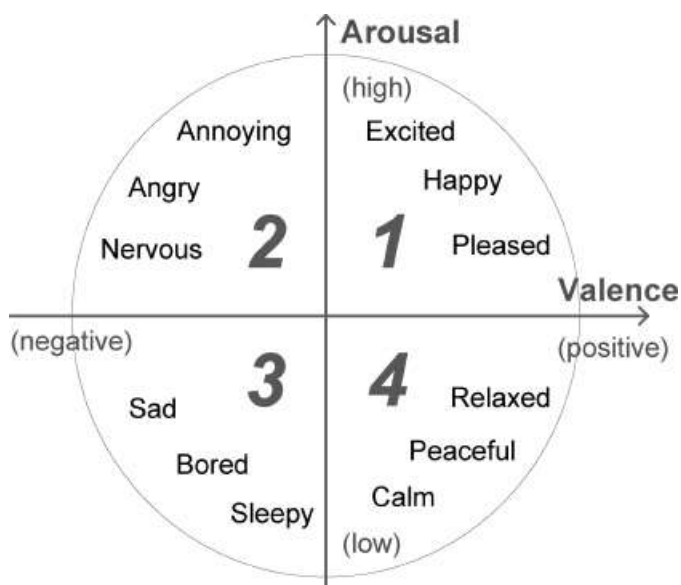 Arousal
(high)
Annoying
Excited
Angry
Happy
Nervous
2
1
Pleased
Valence
(negative)
(positive)
3
4
Sad
Relaxed
Bored
Peaceful
Sleepy
Calm
(low)